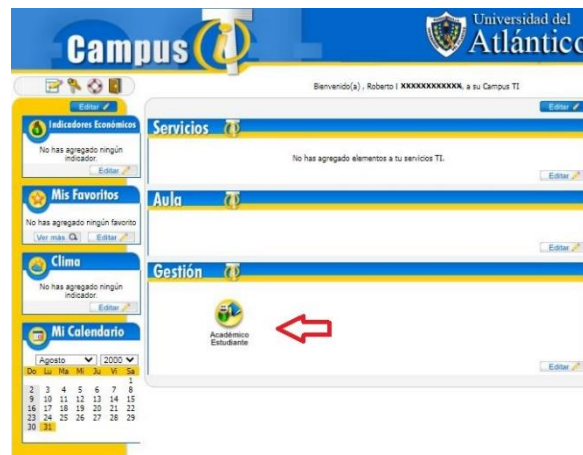 Campus ti
Universidad del
Atlántico
Bienvenido(a) , Roberto I XXXXXXXXXXXX, a su Campus TI
Editar
Indicadores Económicos
No has agregado ningún
indicador.
Editar
Mis Favoritos
No has agregado ningún favorito
Ver más Editar
Clima
No has agregado ningún
indicador.
Editar
Mi Calendario
Agosto 2000
Do Lu Ma Mi Ju Vi Sa
1
2 3 4 5 6 7 8
9 10 11 12 13 14 15
16 17 18 19 20 21 22
23 24 25 26 27 28 29
30 31
Editar
Servicios
No has agregado elementos a tu servicios TI.
Editar
Aula
Editar
Gestión
Académico
Estudiante
Editar